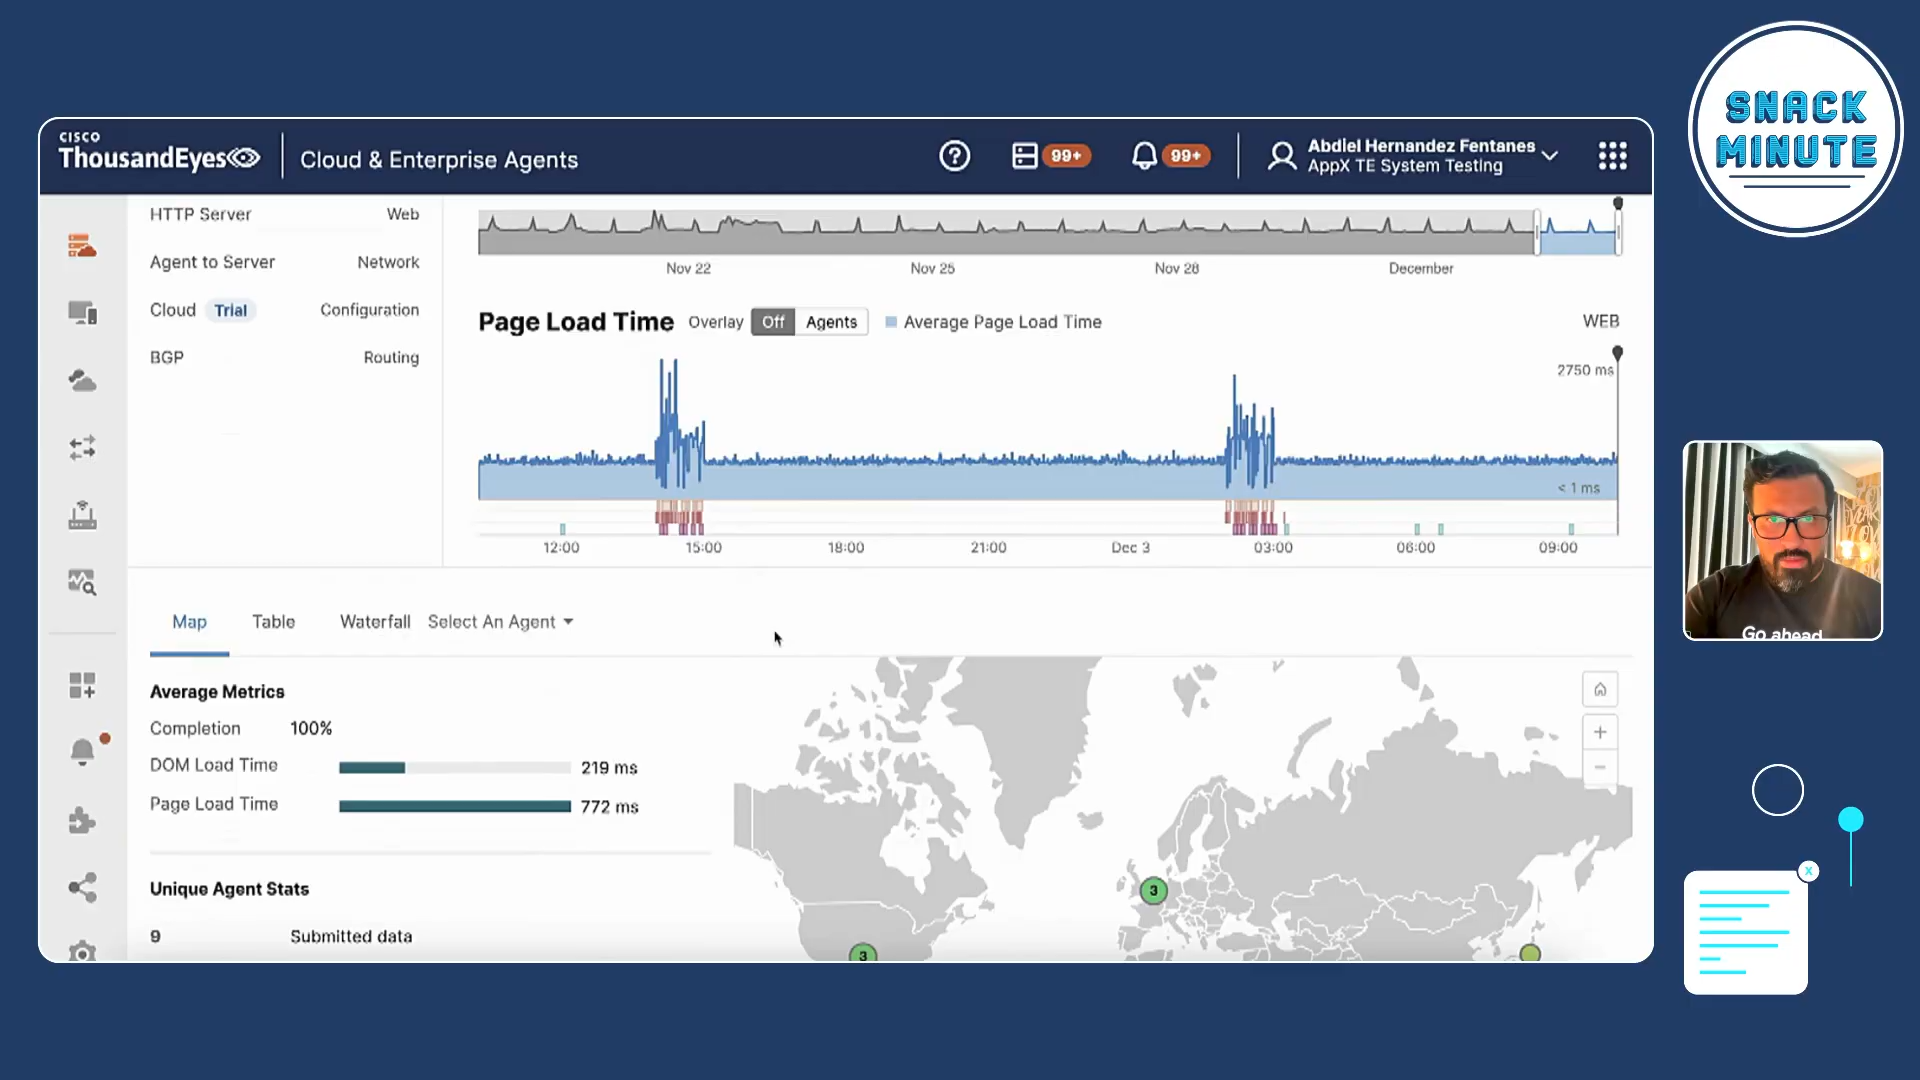 SNACK
MINUTE
CISCO
ThousandEyes
Cloud & Enterprise Agents
?
99+
99+
Abdiel Hernandez Fentanes
AppX TE System Testing
HTTP Server Web
Agent to Server Network
Cloud Trial Configuration
BGP Routing
Nov 22 Nov 25 Nov 28 December
Page Load Time Overlay Off Agents Average Page Load Time WEB
2750 ms
< 1 ms
12:00 15:00 18:00 21:00 Dec 3 03:00 06:00 09:00
Map Table Waterfall Select An Agent
Average Metrics
Completion 100%
DOM Load Time 219 ms
Page Load Time 772 ms
Unique Agent Stats
9 Submitted data
3
3
+
−
Go ahead
X